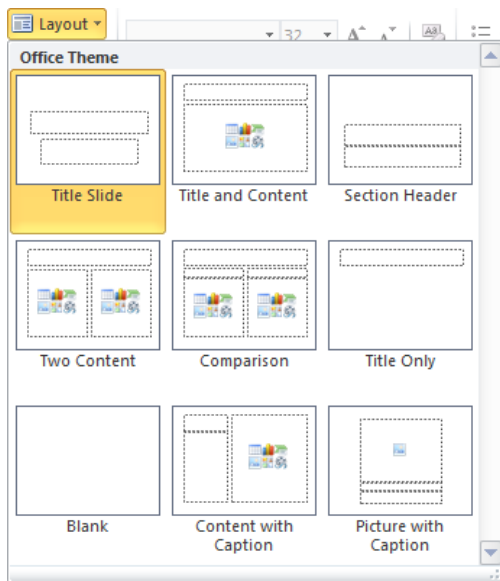 Layout
32
A A Aa
Office Theme
Title Slide
Title and Content
Section Header
Two Content
Comparison
Title Only
Blank
Content with
Caption
Picture with
Caption